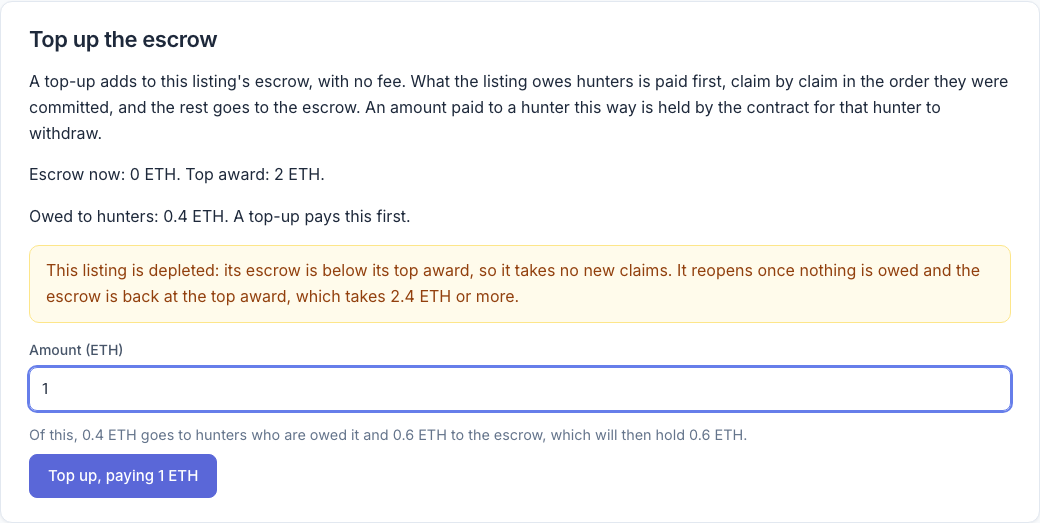 Top up the escrow
A top-up adds to this listing's escrow, with no fee. What the listing owes hunters is paid first, claim by claim in the order they were
committed, and the rest goes to the escrow. An amount paid to a hunter this way is held by the contract for that hunter to
withdraw.
Escrow now: 0 ETH. Top award: 2 ETH.
Owed to hunters: 0.4 ETH. A top-up pays this first.
This listing is depleted: its escrow is below its top award, so it takes no new claims. It reopens once nothing is owed and the
escrow is back at the top award, which takes 2.4 ETH or more.
Amount (ETH)
1
Of this, 0.4 ETH goes to hunters who are owed it and 0.6 ETH to the escrow, which will then hold 0.6 ETH.
Top up, paying 1 ETH